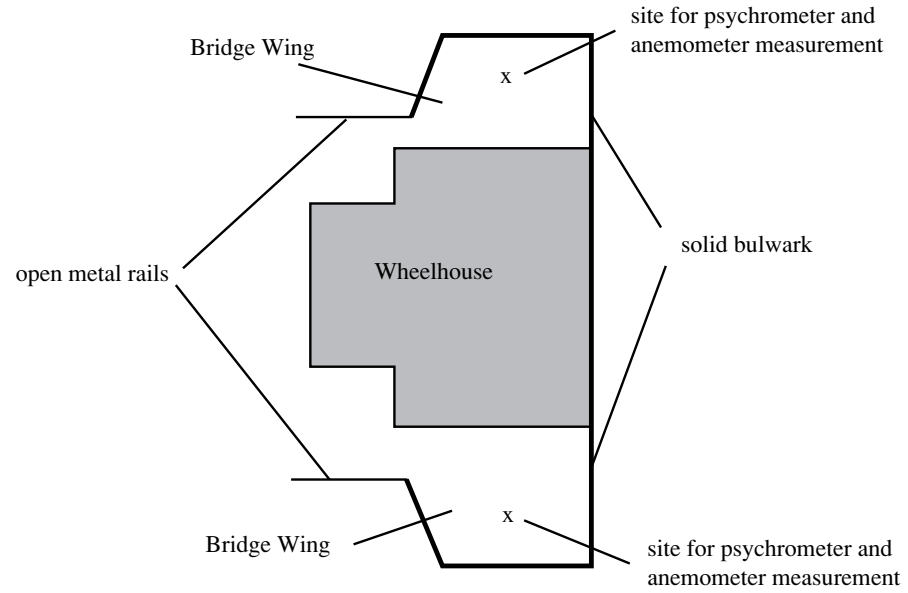 site for psychrometer and
anemometer measurement
Bridge Wing
x
solid bulwark
open metal rails
Wheelhouse
x
Bridge Wing
site for psychrometer and
anemometer measurement